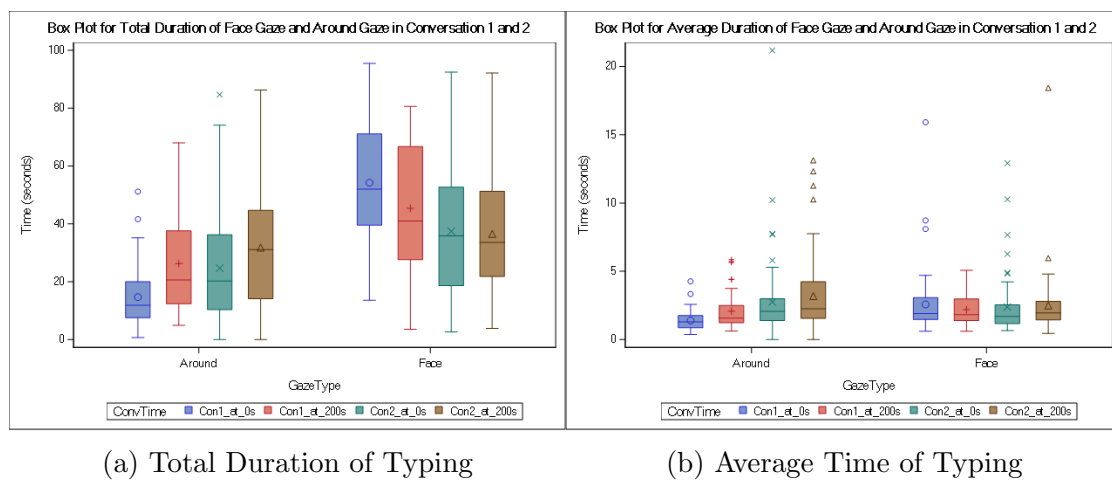 Box Plot for Total Duration of Face Gaze and Around Gaze in Conversation 1 and 2
100
80
60
40
20
0
Time (seconds)
Around
Face
GazeType
ConvTime Con1_at_0s Con1_at_200s Con2_at_0s Con2_at_200s
(a) Total Duration of Typing
Box Plot for Average Duration of Face Gaze and Around Gaze in Conversation 1 and 2
20
15
10
5
0
Time (seconds)
Around
Face
GazeType
ConvTime Con1_at_0s Con1_at_200s Con2_at_0s Con2_at_200s
(b) Average Time of Typing